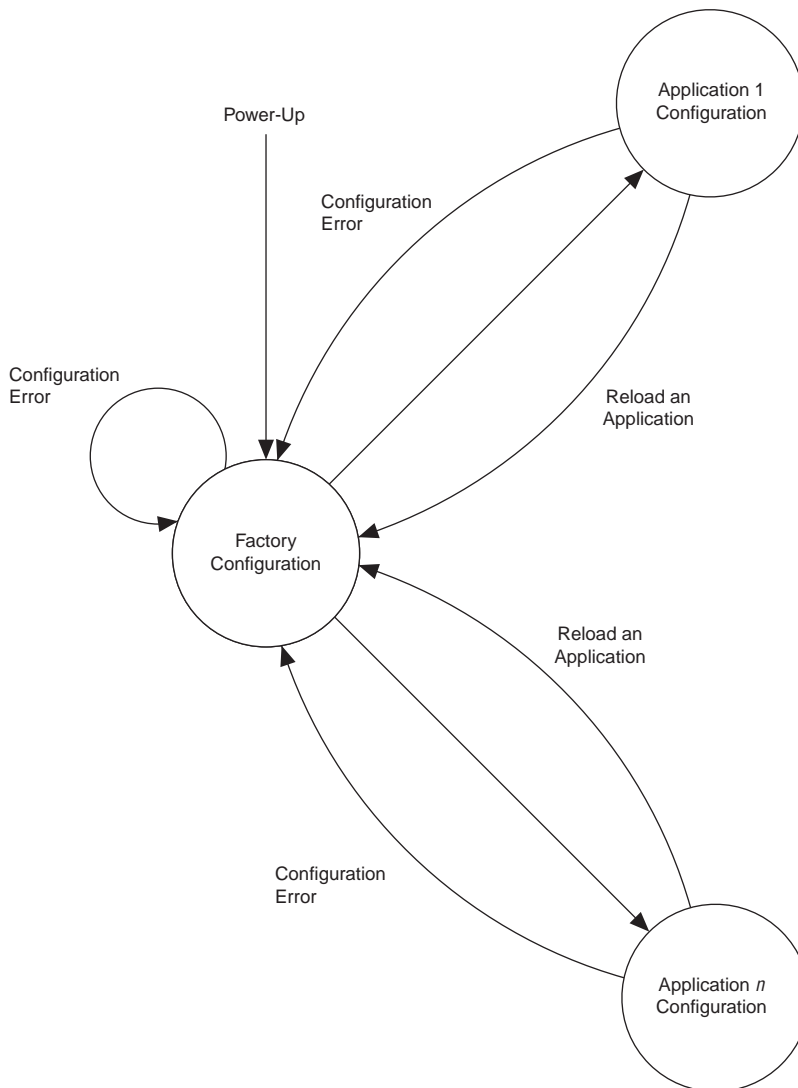 Application 1
Configuration
Power-Up
Configuration
Error
Configuration
Error
Reload an
Application
Factory
Configuration
Reload an
Application
Configuration
Error
Application n
Configuration